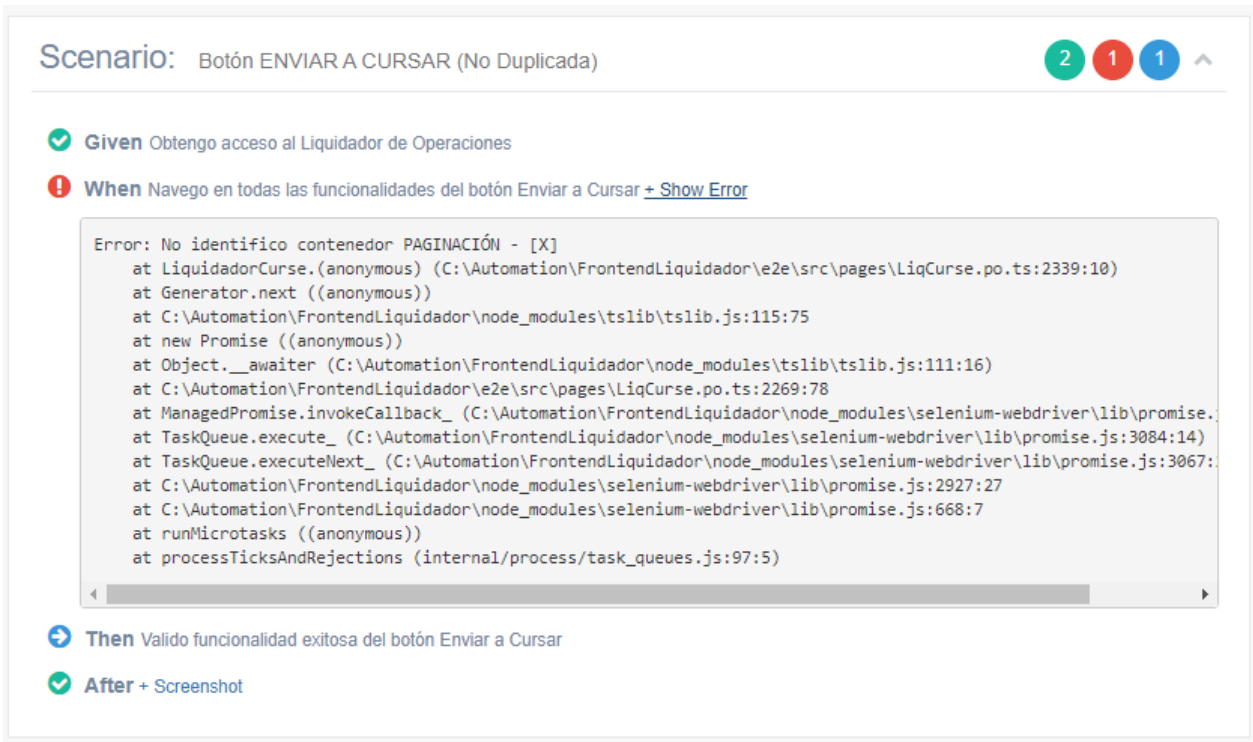 Scenario: Botón ENVIAR A CURSAR (No Duplicada) 2 1 1
Given Obtengo acceso al Liquidador de Operaciones
When Navego en todas las funcionalidades del botón Enviar a Cursar + Show Error
Error: No identifico contenedor PAGINACIÓN - [X]
at LiquidadorCurse.(anonymous) (C:\Automation\FrontendLiquidador\e2e\src\pages\LiqCurse.po.ts:2339:10)
at Generator.next ((anonymous))
at C:\Automation\FrontendLiquidador\node_modules\tslib\tslib.js:115:75
at new Promise ((anonymous))
at Object.__awaiter (C:\Automation\FrontendLiquidador\node_modules\tslib\tslib.js:111:16)
at C:\Automation\FrontendLiquidador\e2e\src\pages\LiqCurse.po.ts:2269:78
at ManagedPromise.invokeCallback_ (C:\Automation\FrontendLiquidador\node_modules\selenium-webdriver\lib\promise.
at TaskQueue.execute_ (C:\Automation\FrontendLiquidador\node_modules\selenium-webdriver\lib\promise.js:3084:14)
at TaskQueue.executeNext_ (C:\Automation\FrontendLiquidador\node_modules\selenium-webdriver\lib\promise.js:3067:
at C:\Automation\FrontendLiquidador\node_modules\selenium-webdriver\lib\promise.js:2927:27
at C:\Automation\FrontendLiquidador\node_modules\selenium-webdriver\lib\promise.js:668:7
at runMicrotasks ((anonymous))
at processTicksAndRejections (internal/process/task_queues.js:97:5)
Then Valido funcionalidad exitosa del botón Enviar a Cursar
After + Screenshot